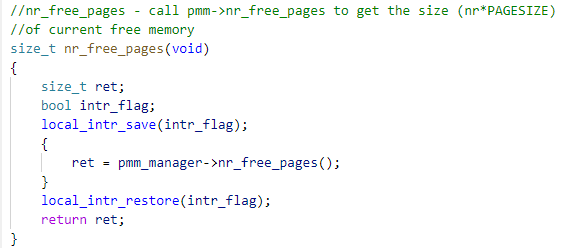 //nr_free_pages - call pmm->nr_free_pages to get the size (nr*PAGESIZE)
//of current free memory
size_t nr_free_pages(void)
{
    size_t ret;
    bool intr_flag;
    local_intr_save(intr_flag);
    {
        ret = pmm_manager->nr_free_pages();
    }
    local_intr_restore(intr_flag);
    return ret;
}